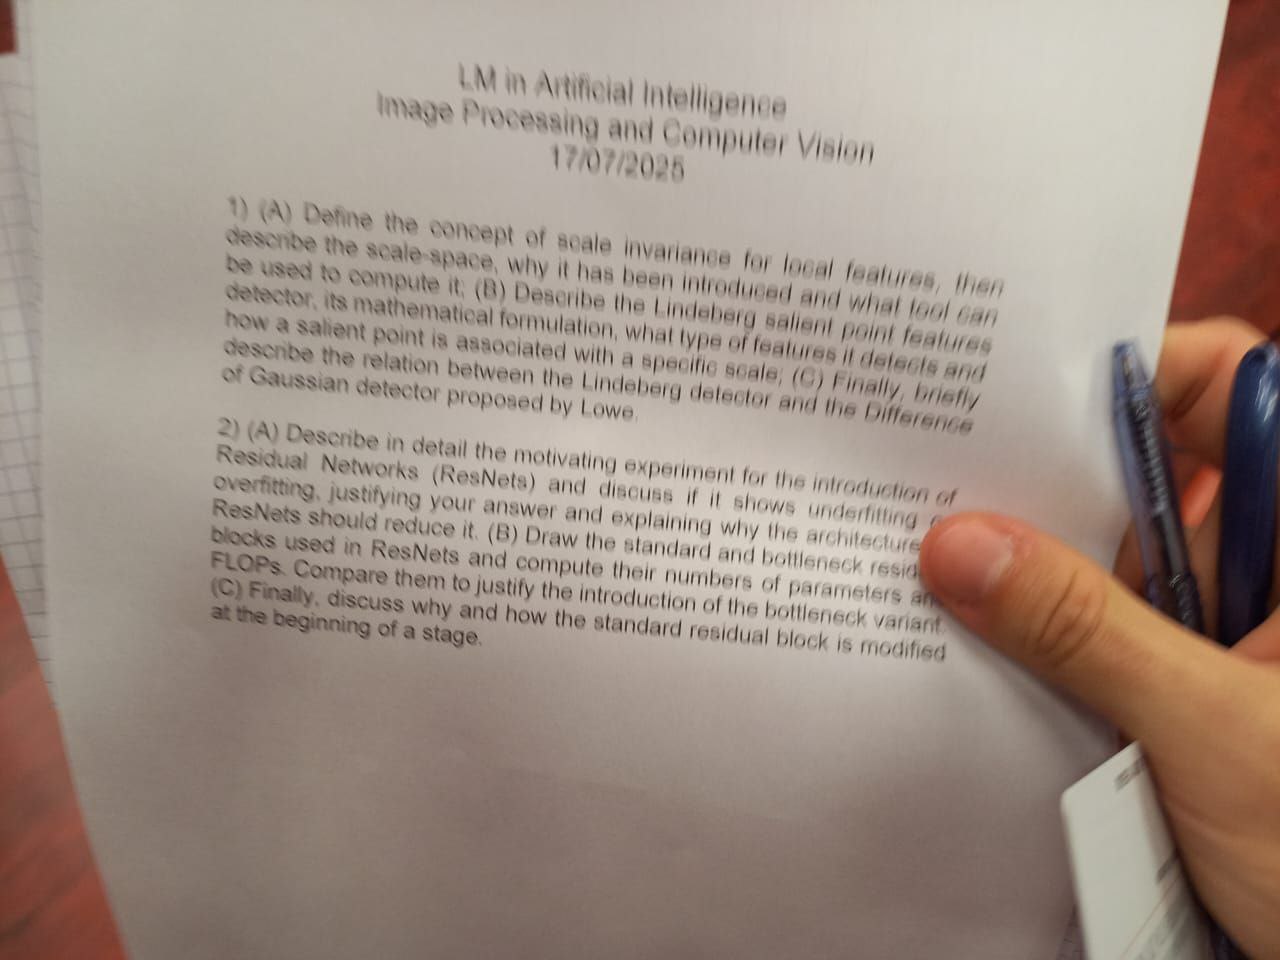 LM in Artificial Intelligence
Image Processing and Computer Vision
17/07/2025
1) (A) Define the concept of scale invariance for local features, then
describe the scale-space, why it has been introduced and what tool can
be used to compute it; (B) Describe the Lindeberg salient point features
detector, its mathematical formulation, what type of features it detects and
how a salient point is associated with a specific scale; (C) Finally, briefly
describe the relation between the Lindeberg detector and the Difference
of Gaussian detector proposed by Lowe.
2) (A) Describe in detail the motivating experiment for the introduction of
Residual Networks (ResNets) and discuss if it shows underfitting
overfitting, justifying your answer and explaining why the architecture
ResNets should reduce it. (B) Draw the standard and bottleneck resid
blocks used in ResNets and compute their numbers of parameters an
FLOPs. Compare them to justify the introduction of the bottleneck variant.
(C) Finally, discuss why and how the standard residual block is modified
at the beginning of a stage.